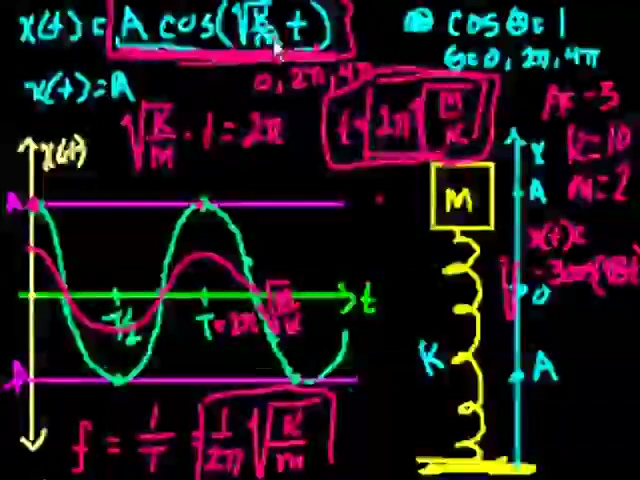 x(t) = A cos(√K/m t)
cos θ = 1
θ = 0, 2π, 4π
x(t) = A
0, 2π, 4π
√K/m · t = 2π
t = 2π √M/K
A = -3
K = 10
m = 2
x(t) =
x(t)
A
T/2
T = 2π √m/K
t
M
K
x
A
0
A
f = 1/T = 1/2π √K/m